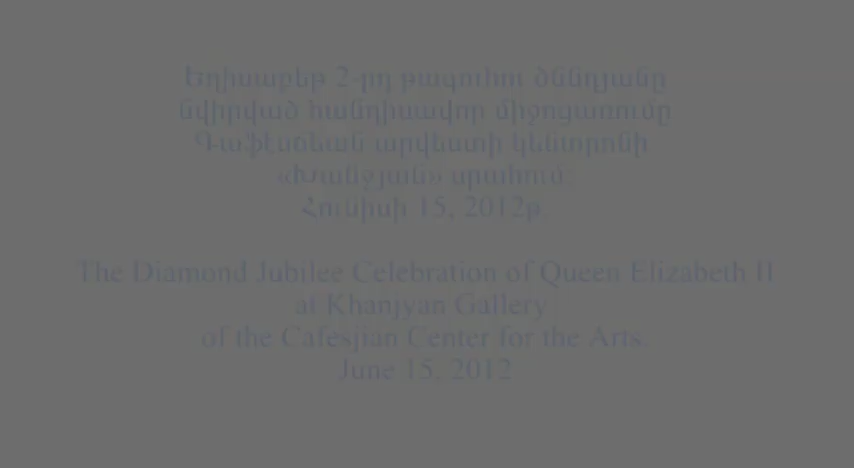 Եղիսաբեթ 2-րդ թագուհու ծննդյանը
նվիրված հանդիսավոր միջոցառումը
Գաֆէսճեան արվեստի կենտրոնի
«Խանջյան» սրահում
Հունիսի 15, 2012թ.
The Diamond Jubilee Celebration of Queen Elizabeth II
at Khanjyan Gallery
of the Cafesjian Center for the Arts.
June 15, 2012